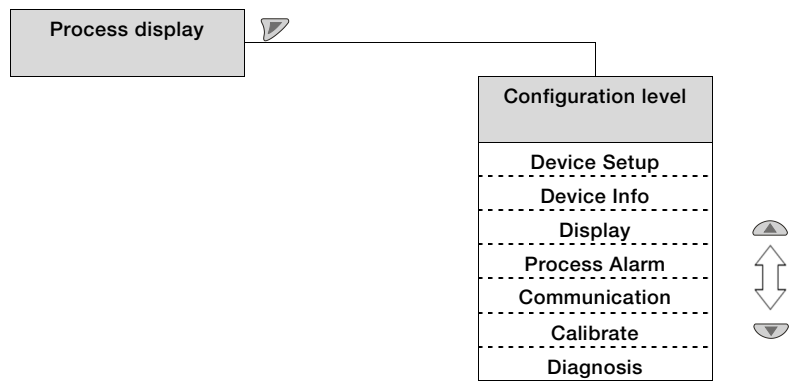 Process display
Configuration level
Device Setup
Device Info
Display
Process Alarm
Communication
Calibrate
Diagnosis